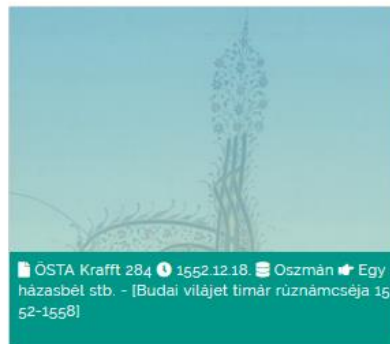 ÖSTA Krafft 284 1552.12.18. Oszmán Egy
házasbél stb. - [Budai vilájet timár rúznámcséja 15
52-1558]